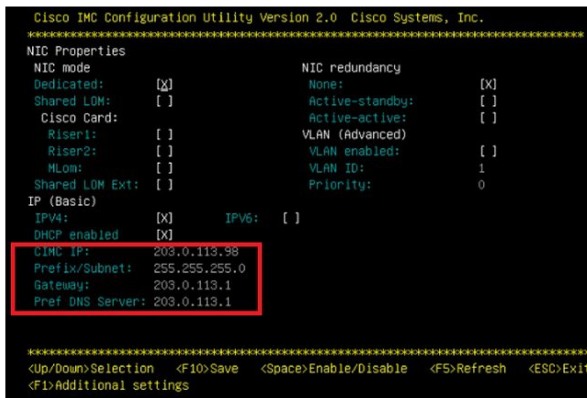 Cisco IMC Configuration Utility Version 2.0  Cisco Systems, Inc.
********************************************************************************
NIC Properties
NIC mode                              NIC redundancy
Dedicated:      [X]                   None:               [X]
Shared LOM:     [ ]                   Active-standby:     [ ]
Cisco Card:                           Active-active:      [ ]
Riser1:         [ ]                   VLAN (Advanced)
Riser2:         [ ]                   VLAN enabled:       [ ]
MLom:           [ ]                   VLAN ID:            1
Shared LOM Ext: [ ]                   Priority:           0
IP (Basic)
IPV4:           [X]       IPV6:   [ ]
DHCP enabled    [X]
CIMC IP:        203.0.113.98
Prefix/Subnet:  255.255.255.0
Gateway:        203.0.113.1
Pref DNS Server: 203.0.113.1
********************************************************************************
<Up/Down>Selection   <F10>Save   <Space>Enable/Disable   <F5>Refresh   <ESC>Exit
<F1>Additional settings